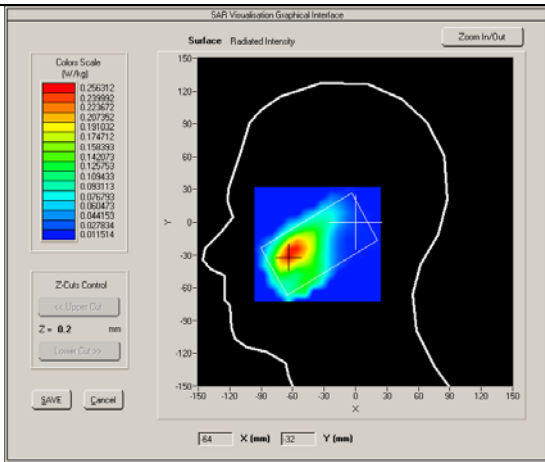 SAR Visualisation Graphical Interface
Surface Radiated Intensity
Zoom In/Out
Colors Scale
(W/kg)
0.256312
0.239992
0.223672
0.207352
0.191032
0.174712
0.158393
0.142073
0.125753
0.109433
0.093113
0.076793
0.060473
0.044153
0.027834
0.011514
Z-Cuts Control
<< Upper Cut
Z = 0.2 mm
Lower Cut >>
SAVE Cancel
150-
120-
90-
60-
30-
0-
-30-
-60-
-90-
-120-
-150-
Y
-150 -120 -90 -60 -30 0 30 60 90 120 150
X
-64 X (mm) -32 Y (mm)